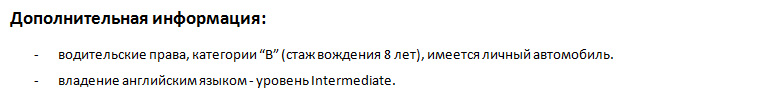 Дополнительная информация:
- водительские права, категории “В” (стаж вождения 8 лет), имеется личный автомобиль.
- владение английским языком - уровень Intermediate.